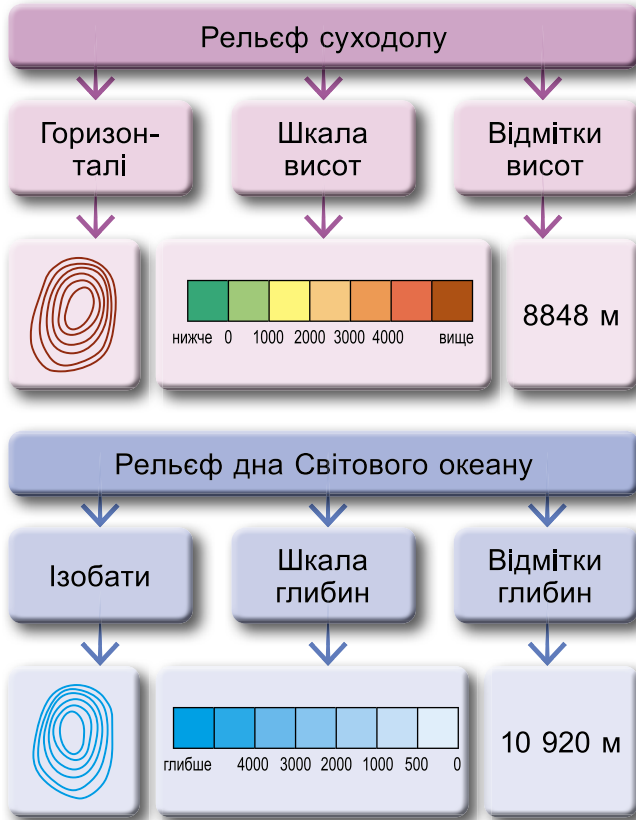 Рельєф суходолу
Горизон-
талі
Шкала
висот
Відмітки
висот
нижче 0 1000 2000 3000 4000 вище
8848 м
Рельєф дна Світового океану
Ізобати
Шкала
глибин
Відмітки
глибин
глибше 4000 3000 2000 1000 500 0
10 920 м